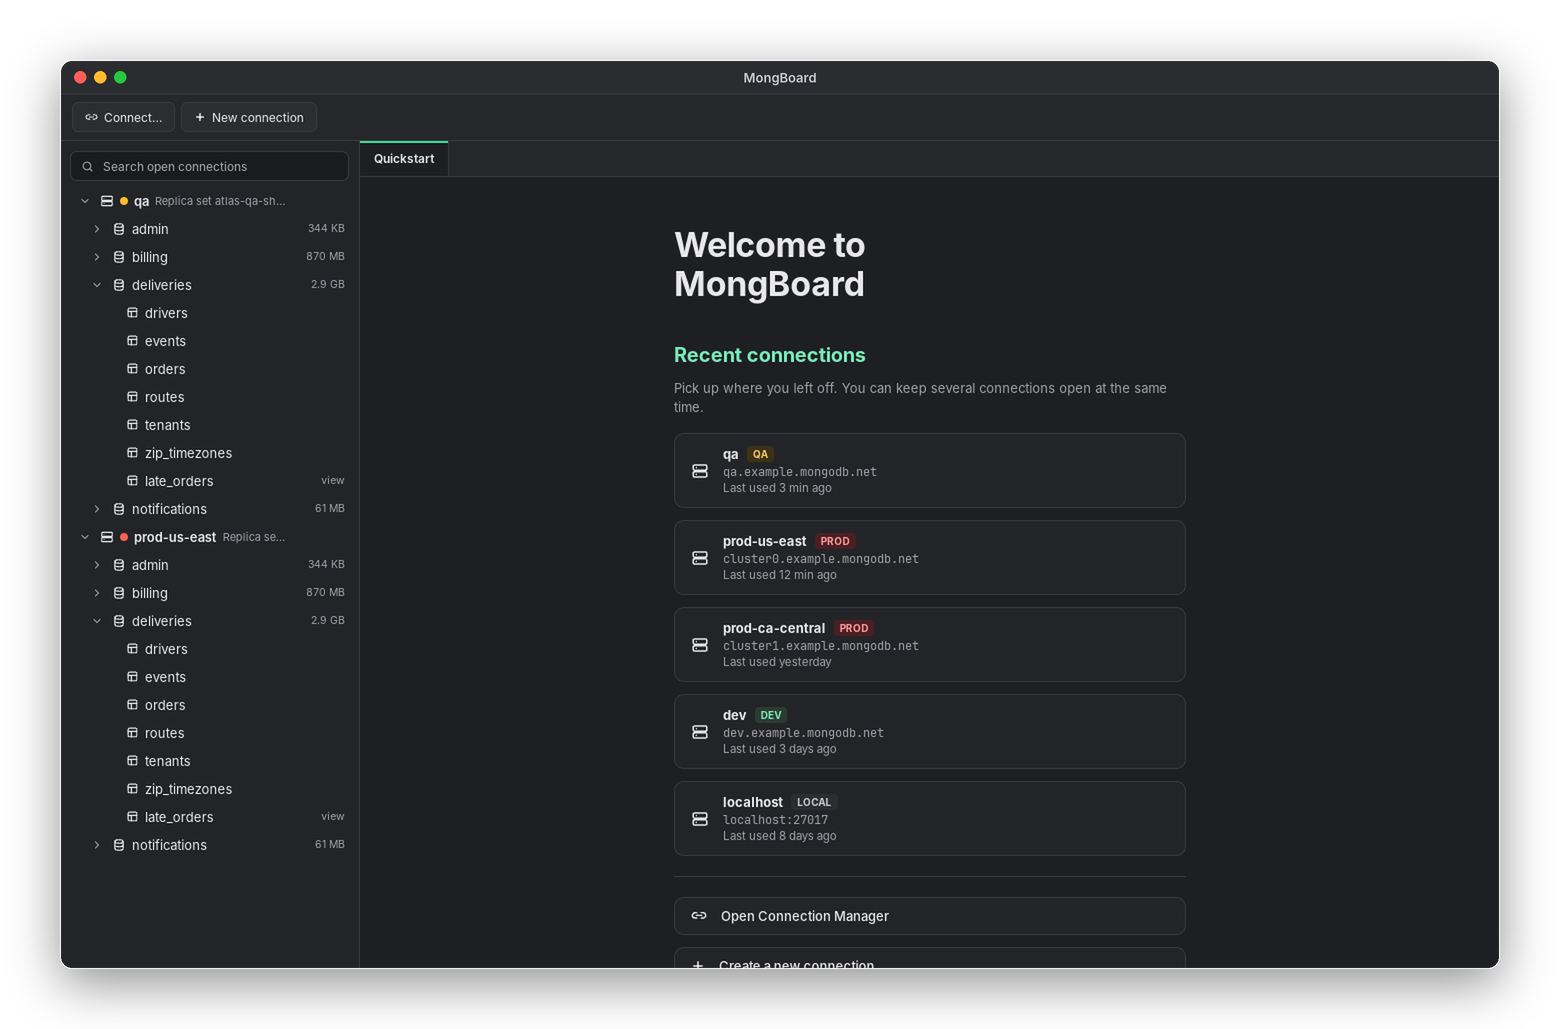 MongBoard
Connect...
New connection
Search open connections
Quickstart
qa Replica set atlas-qa-sh...
admin 344 KB
billing 870 MB
deliveries 2.9 GB
drivers
events
orders
routes
tenants
zip_timezones
late_orders view
notifications 61 MB
prod-us-east Replica se...
admin 344 KB
billing 870 MB
deliveries 2.9 GB
drivers
events
orders
routes
tenants
zip_timezones
late_orders view
notifications 61 MB
Welcome to
MongBoard
Recent connections
Pick up where you left off. You can keep several connections open at the same
time.
qa QA
qa.example.mongodb.net
Last used 3 min ago
prod-us-east PROD
cluster0.example.mongodb.net
Last used 12 min ago
prod-ca-central PROD
cluster1.example.mongodb.net
Last used yesterday
dev DEV
dev.example.mongodb.net
Last used 3 days ago
localhost LOCAL
localhost:27017
Last used 8 days ago
Open Connection Manager
Create a new connection